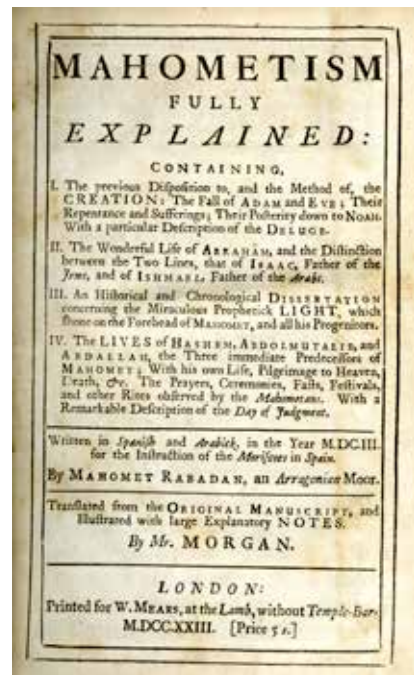 MAHOMETISM
FULLY
EXPLAINED:
CONTAINING,
I. The previous Disposition to, and the Method of, the
CREATION: The Fall of ADAM and EVE; Their
Repentance and Sufferings; Their Posterity down to NOAH.
With a particular Description of the DELUGE.
II. The Wonderful Life of ABRAHAM, and the Distinction
between the Two Lines, that of ISAAC, Father of the
Jews, and of ISHMAEL, Father of the Arabs.
III. An Historical and Chronological DISSERTATION
concerning the Miraculous Prophetick LIGHT, which
shone on the Forehead of MAHOMET, and all his Progenitors.
IV. The LIVES of HASHEM, ABDOLMUTALIB, and
ABDALLAH, the Three immediate Predecessors of
MAHOMET; With his own Life, Pilgrimage to Heaven,
Death, &c. The Prayers, Ceremonies, Fasts, Festivals,
and other Rites observed by the Mahometans. With a
Remarkable Description of the Day of Judgment.
Written in Spanish and Arabick, in the Year M.DC.III.
for the Instruction of the Moriscoes in Spain.
By MAHOMET RABADAN, an Arragonian Moor.
Translated from the ORIGINAL MANUSCRIPT, and
Illustrated with large Explanatory NOTES.
By Mr. MORGAN.
LONDON:
Printed for W. MEARS, at the Lamb, without Temple-Bar.
M.DCC.XXIII. [Price 5 s.]